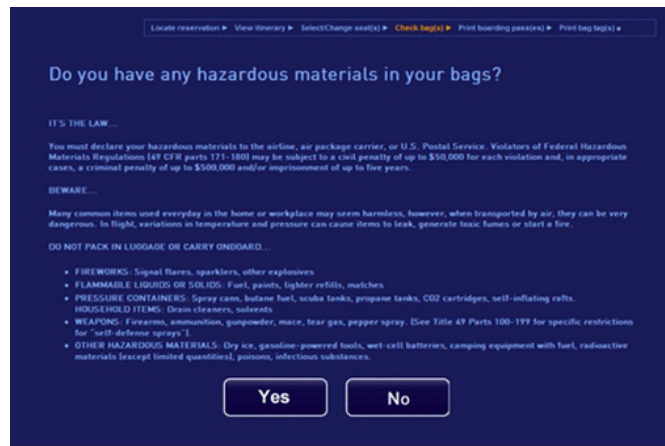 Locate reservation ► View itinerary ► Select/Change seat(s) ► Check bag(s) ► Print boarding pass(es) ► Print bag tag(s) ■
Do you have any hazardous materials in your bags?
IT'S THE LAW...
You must declare your hazardous materials to the airline, air package carrier, or U.S. Postal Service. Violators of Federal Hazardous
Materials Regulations (49 CFR parts 171-180) may be subject to a civil penalty of up to $50,000 for each violation and, in appropriate
cases, a criminal penalty of up to $500,000 and/or imprisonment of up to five years.
BEWARE...
Many common items used everyday in the home or workplace may seem harmless, however, when transported by air, they can be very
dangerous. In flight, variations in temperature and pressure can cause items to leak, generate toxic fumes or start a fire.
DO NOT PACK IN LUGGAGE OR CARRY ONBOARD...
• FIREWORKS: Signal flares, sparklers, other explosives
• FLAMMABLE LIQUIDS OR SOLIDS: Fuel, paints, lighter refills, matches
• PRESSURE CONTAINERS: Spray cans, butane fuel, scuba tanks, propane tanks, CO2 cartridges, self-inflating rafts.
HOUSEHOLD ITEMS: Drain cleaners, solvents
• WEAPONS: Firearms, ammunition, gunpowder, mace, tear gas, pepper spray. (See Title 49 Parts 100-199 for specific restrictions
for "self-defense sprays").
• OTHER HAZARDOUS MATERIALS: Dry ice, gasoline-powered tools, wet-cell batteries, camping equipment with fuel, radioactive
materials (except limited quantities), poisons, infectious substances.
Yes No